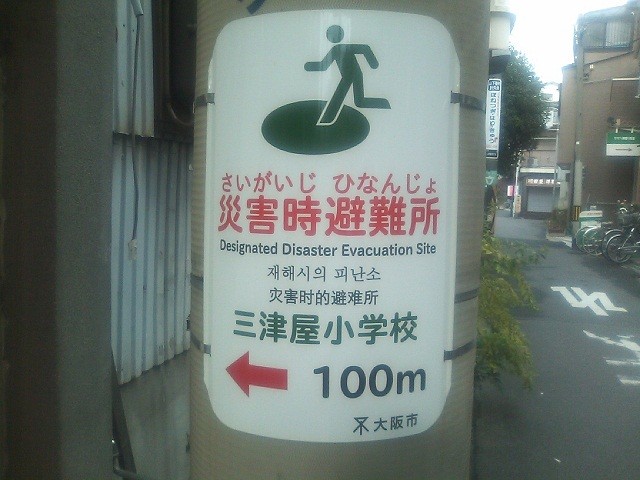 さいがいじ ひなんじょ
災害時避難所
Designated Disaster Evacuation Site
재해시의 피난소
灾害时的避难所
三津屋小学校
100m
大阪市